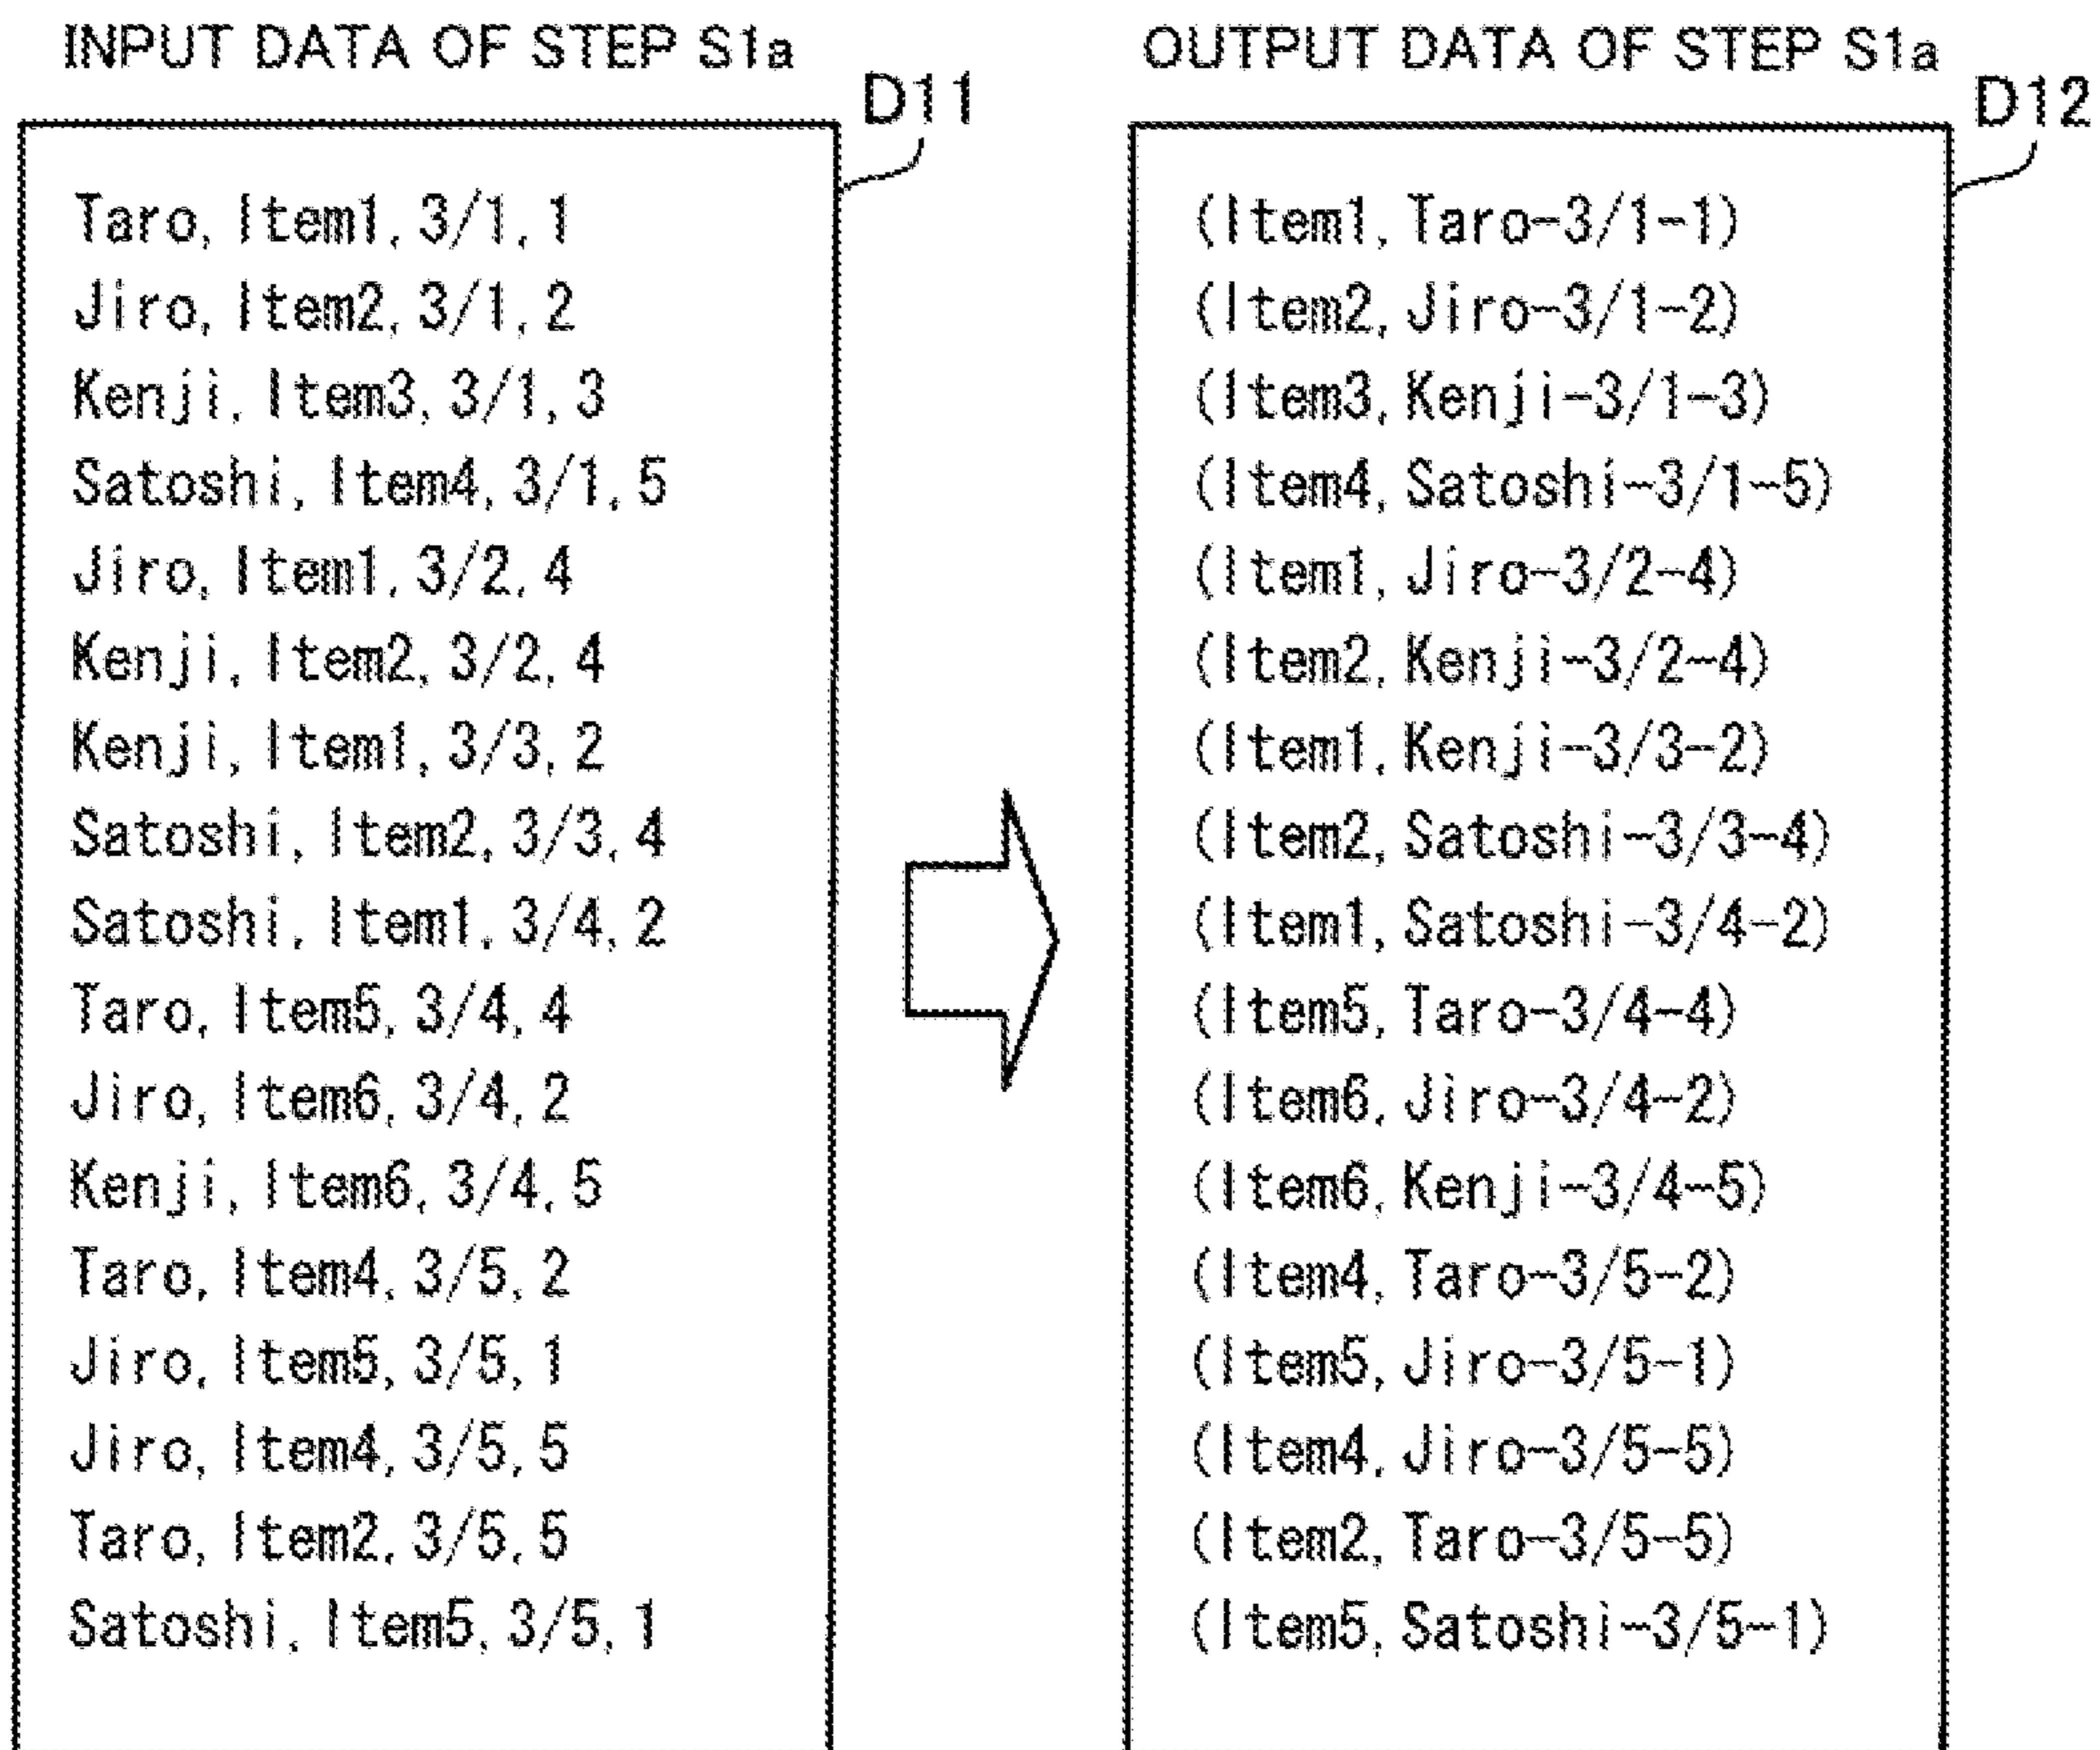 INPUT DATA OF STEP S1a
D11
Taro, Item1, 3/1, 1
Jiro, Item2, 3/1, 2
Kenji, Item3, 3/1, 3
Satoshi, Item4, 3/1, 5
Jiro, Item1, 3/2, 4
Kenji, Item2, 3/2, 4
Kenji, Item1, 3/3, 2
Satoshi, Item2, 3/3, 4
Satoshi, Item1, 3/4, 2
Taro, Item5, 3/4, 4
Jiro, Item6, 3/4, 2
Kenji, Item6, 3/4, 5
Taro, Item4, 3/5, 2
Jiro, Item5, 3/5, 1
Jiro, Item4, 3/5, 5
Taro, Item2, 3/5, 5
Satoshi, Item5, 3/5, 1
OUTPUT DATA OF STEP S1a
D12
(Item1, Taro-3/1-1)
(Item2, Jiro-3/1-2)
(Item3, Kenji-3/1-3)
(Item4, Satoshi-3/1-5)
(Item1, Jiro-3/2-4)
(Item2, Kenji-3/2-4)
(Item1, Kenji-3/3-2)
(Item2, Satoshi-3/3-4)
(Item1, Satoshi-3/4-2)
(Item5, Taro-3/4-4)
(Item6, Jiro-3/4-2)
(Item6, Kenji-3/4-5)
(Item4, Taro-3/5-2)
(Item5, Jiro-3/5-1)
(Item4, Jiro-3/5-5)
(Item2, Taro-3/5-5)
(Item5, Satoshi-3/5-1)